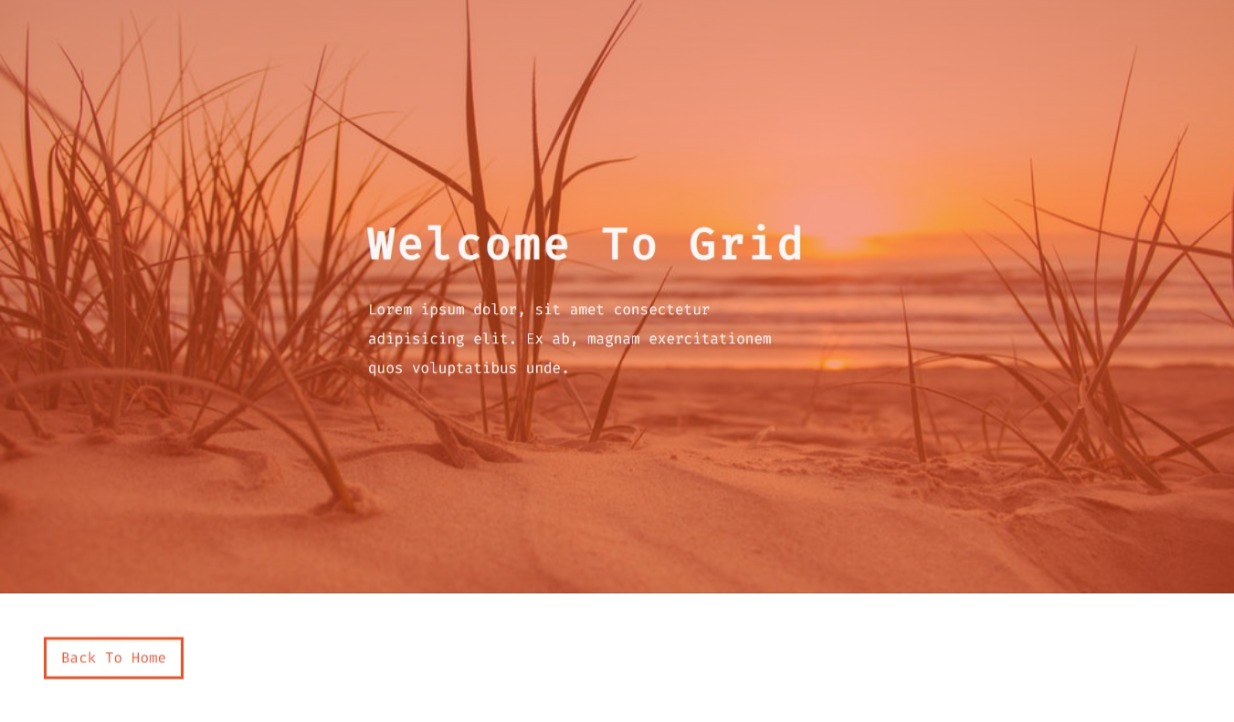 Welcome To Grid
Lorem ipsum dolor, sit amet consectetur
adipisicing elit. Ex ab, magnam exercitationem
quos voluptatibus unde.
Back To Home